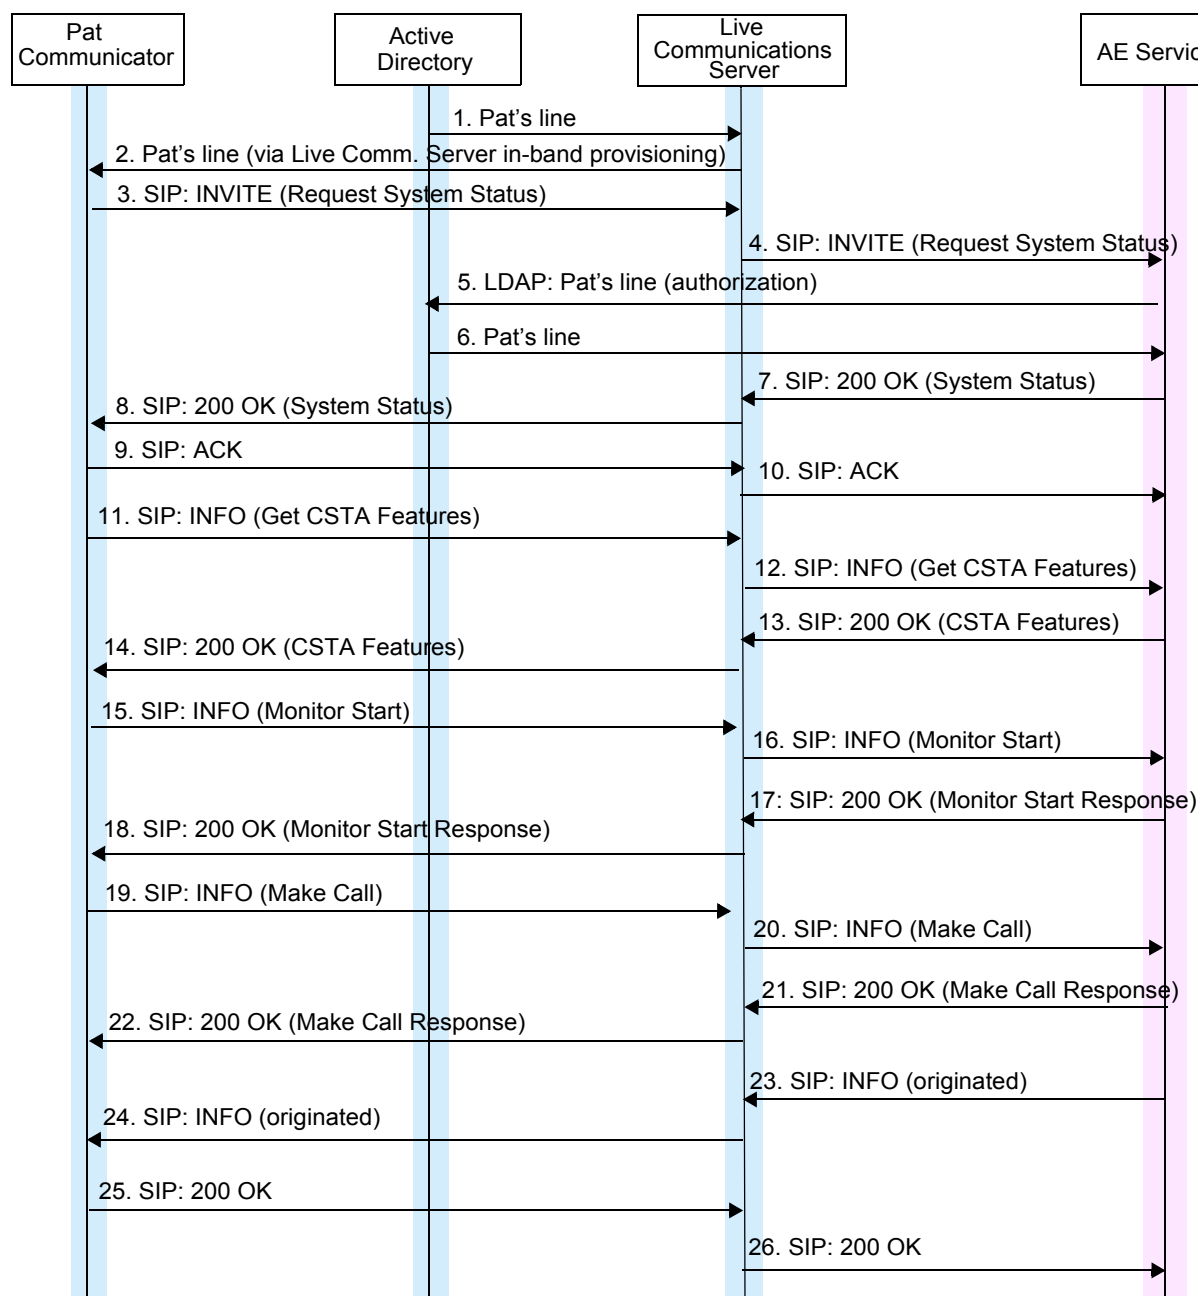 Pat
Communicator
Active
Directory
Live
Communications
Server
AE Servic
1. Pat’s line
2. Pat’s line (via Live Comm. Server in-band provisioning)
3. SIP: INVITE (Request System Status)
4. SIP: INVITE (Request System Status)
5. LDAP: Pat’s line (authorization)
6. Pat’s line
7. SIP: 200 OK (System Status)
8. SIP: 200 OK (System Status)
9. SIP: ACK
10. SIP: ACK
11. SIP: INFO (Get CSTA Features)
12. SIP: INFO (Get CSTA Features)
13. SIP: 200 OK (CSTA Features)
14. SIP: 200 OK (CSTA Features)
15. SIP: INFO (Monitor Start)
16. SIP: INFO (Monitor Start)
17: SIP: 200 OK (Monitor Start Response)
18. SIP: 200 OK (Monitor Start Response)
19. SIP: INFO (Make Call)
20. SIP: INFO (Make Call)
21. SIP: 200 OK (Make Call Response)
22. SIP: 200 OK (Make Call Response)
23. SIP: INFO (originated)
24. SIP: INFO (originated)
25. SIP: 200 OK
26. SIP: 200 OK